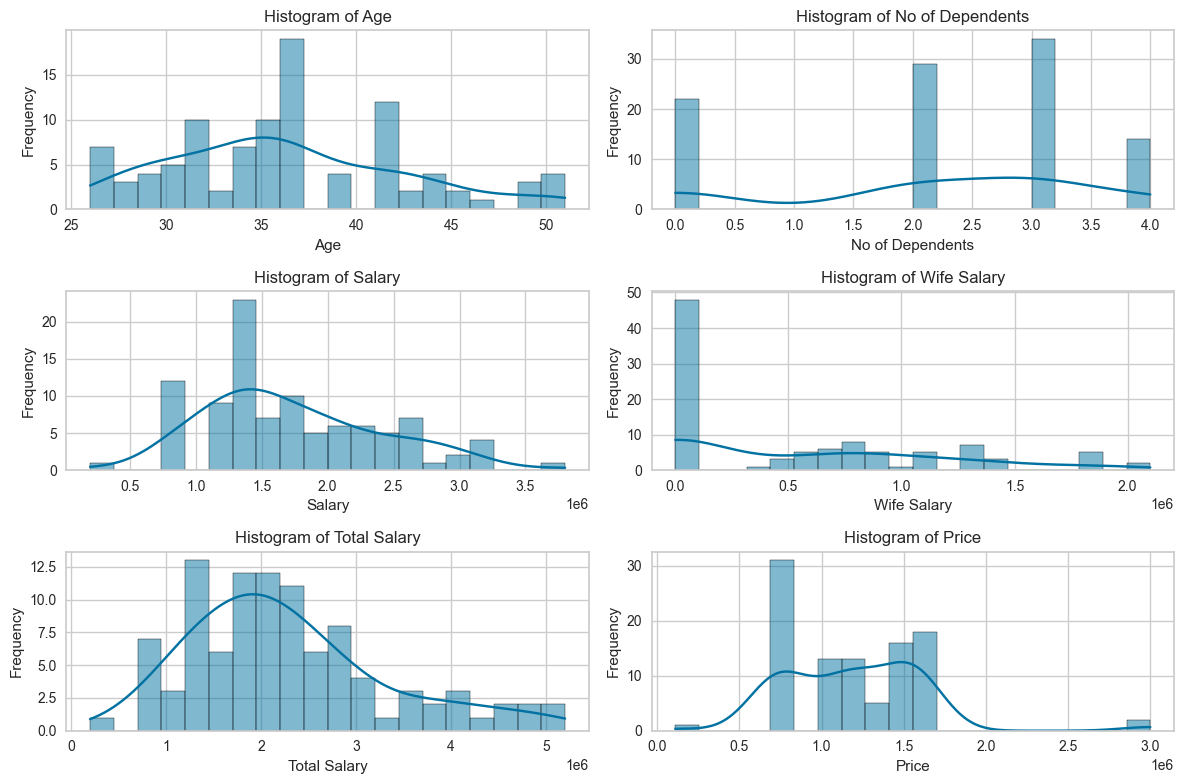 Histogram of Age
Frequency
15
10
5
0
25 30 35 40 45 50
Age
Histogram of No of Dependents
Frequency
30
20
10
0
0.0 0.5 1.0 1.5 2.0 2.5 3.0 3.5 4.0
No of Dependents
Histogram of Salary
Frequency
20
15
10
5
0
0.5 1.0 1.5 2.0 2.5 3.0 3.5
1e6
Salary
Histogram of Wife Salary
Frequency
50
40
30
20
10
0
0.0 0.5 1.0 1.5 2.0
1e6
Wife Salary
Histogram of Total Salary
Frequency
12.5
10.0
7.5
5.0
2.5
0.0
0 1 2 3 4 5
1e6
Total Salary
Histogram of Price
Frequency
30
20
10
0
0.0 0.5 1.0 1.5 2.0 2.5 3.0
1e6
Price